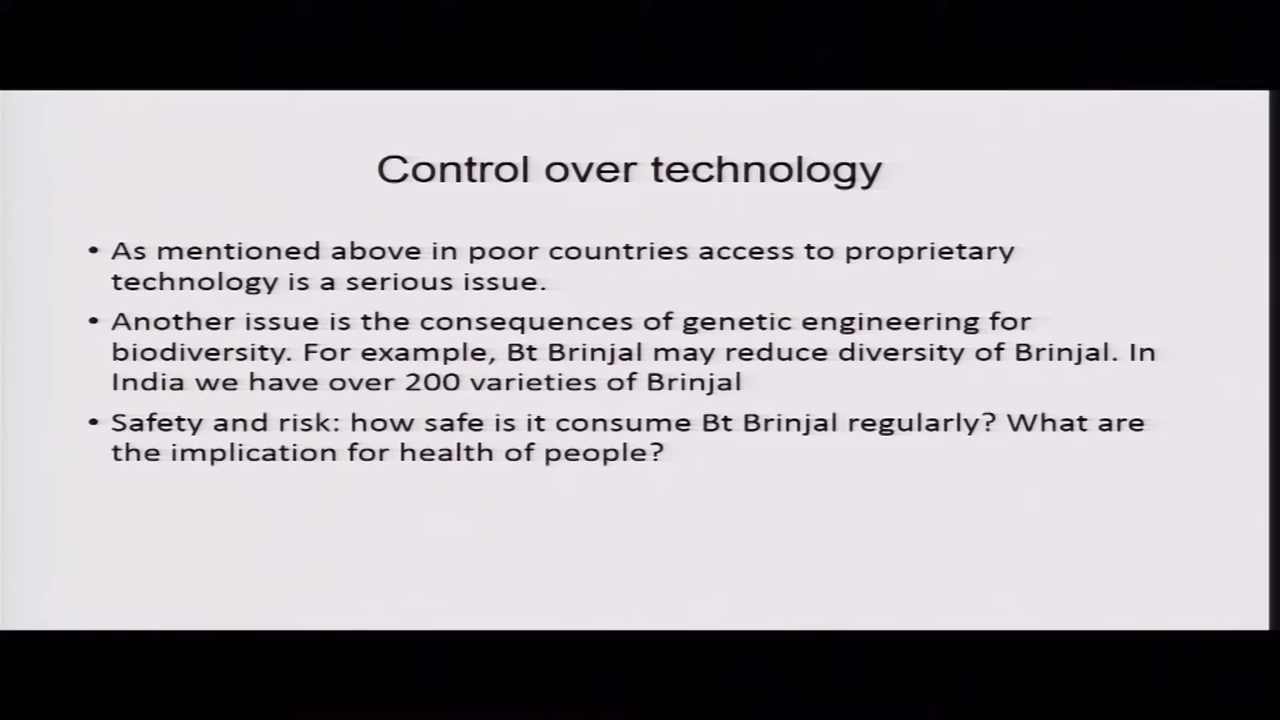 Control over technology
• As mentioned above in poor countries access to proprietary
technology is a serious issue.
• Another issue is the consequences of genetic engineering for
biodiversity. For example, Bt Brinjal may reduce diversity of Brinjal. In
India we have over 200 varieties of Brinjal
• Safety and risk: how safe is it consume Bt Brinjal regularly? What are
the implication for health of people?